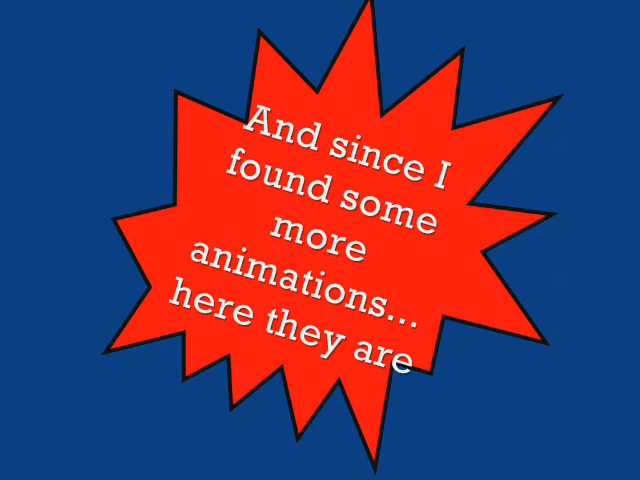 And since I
found some
more
animations...
here they are